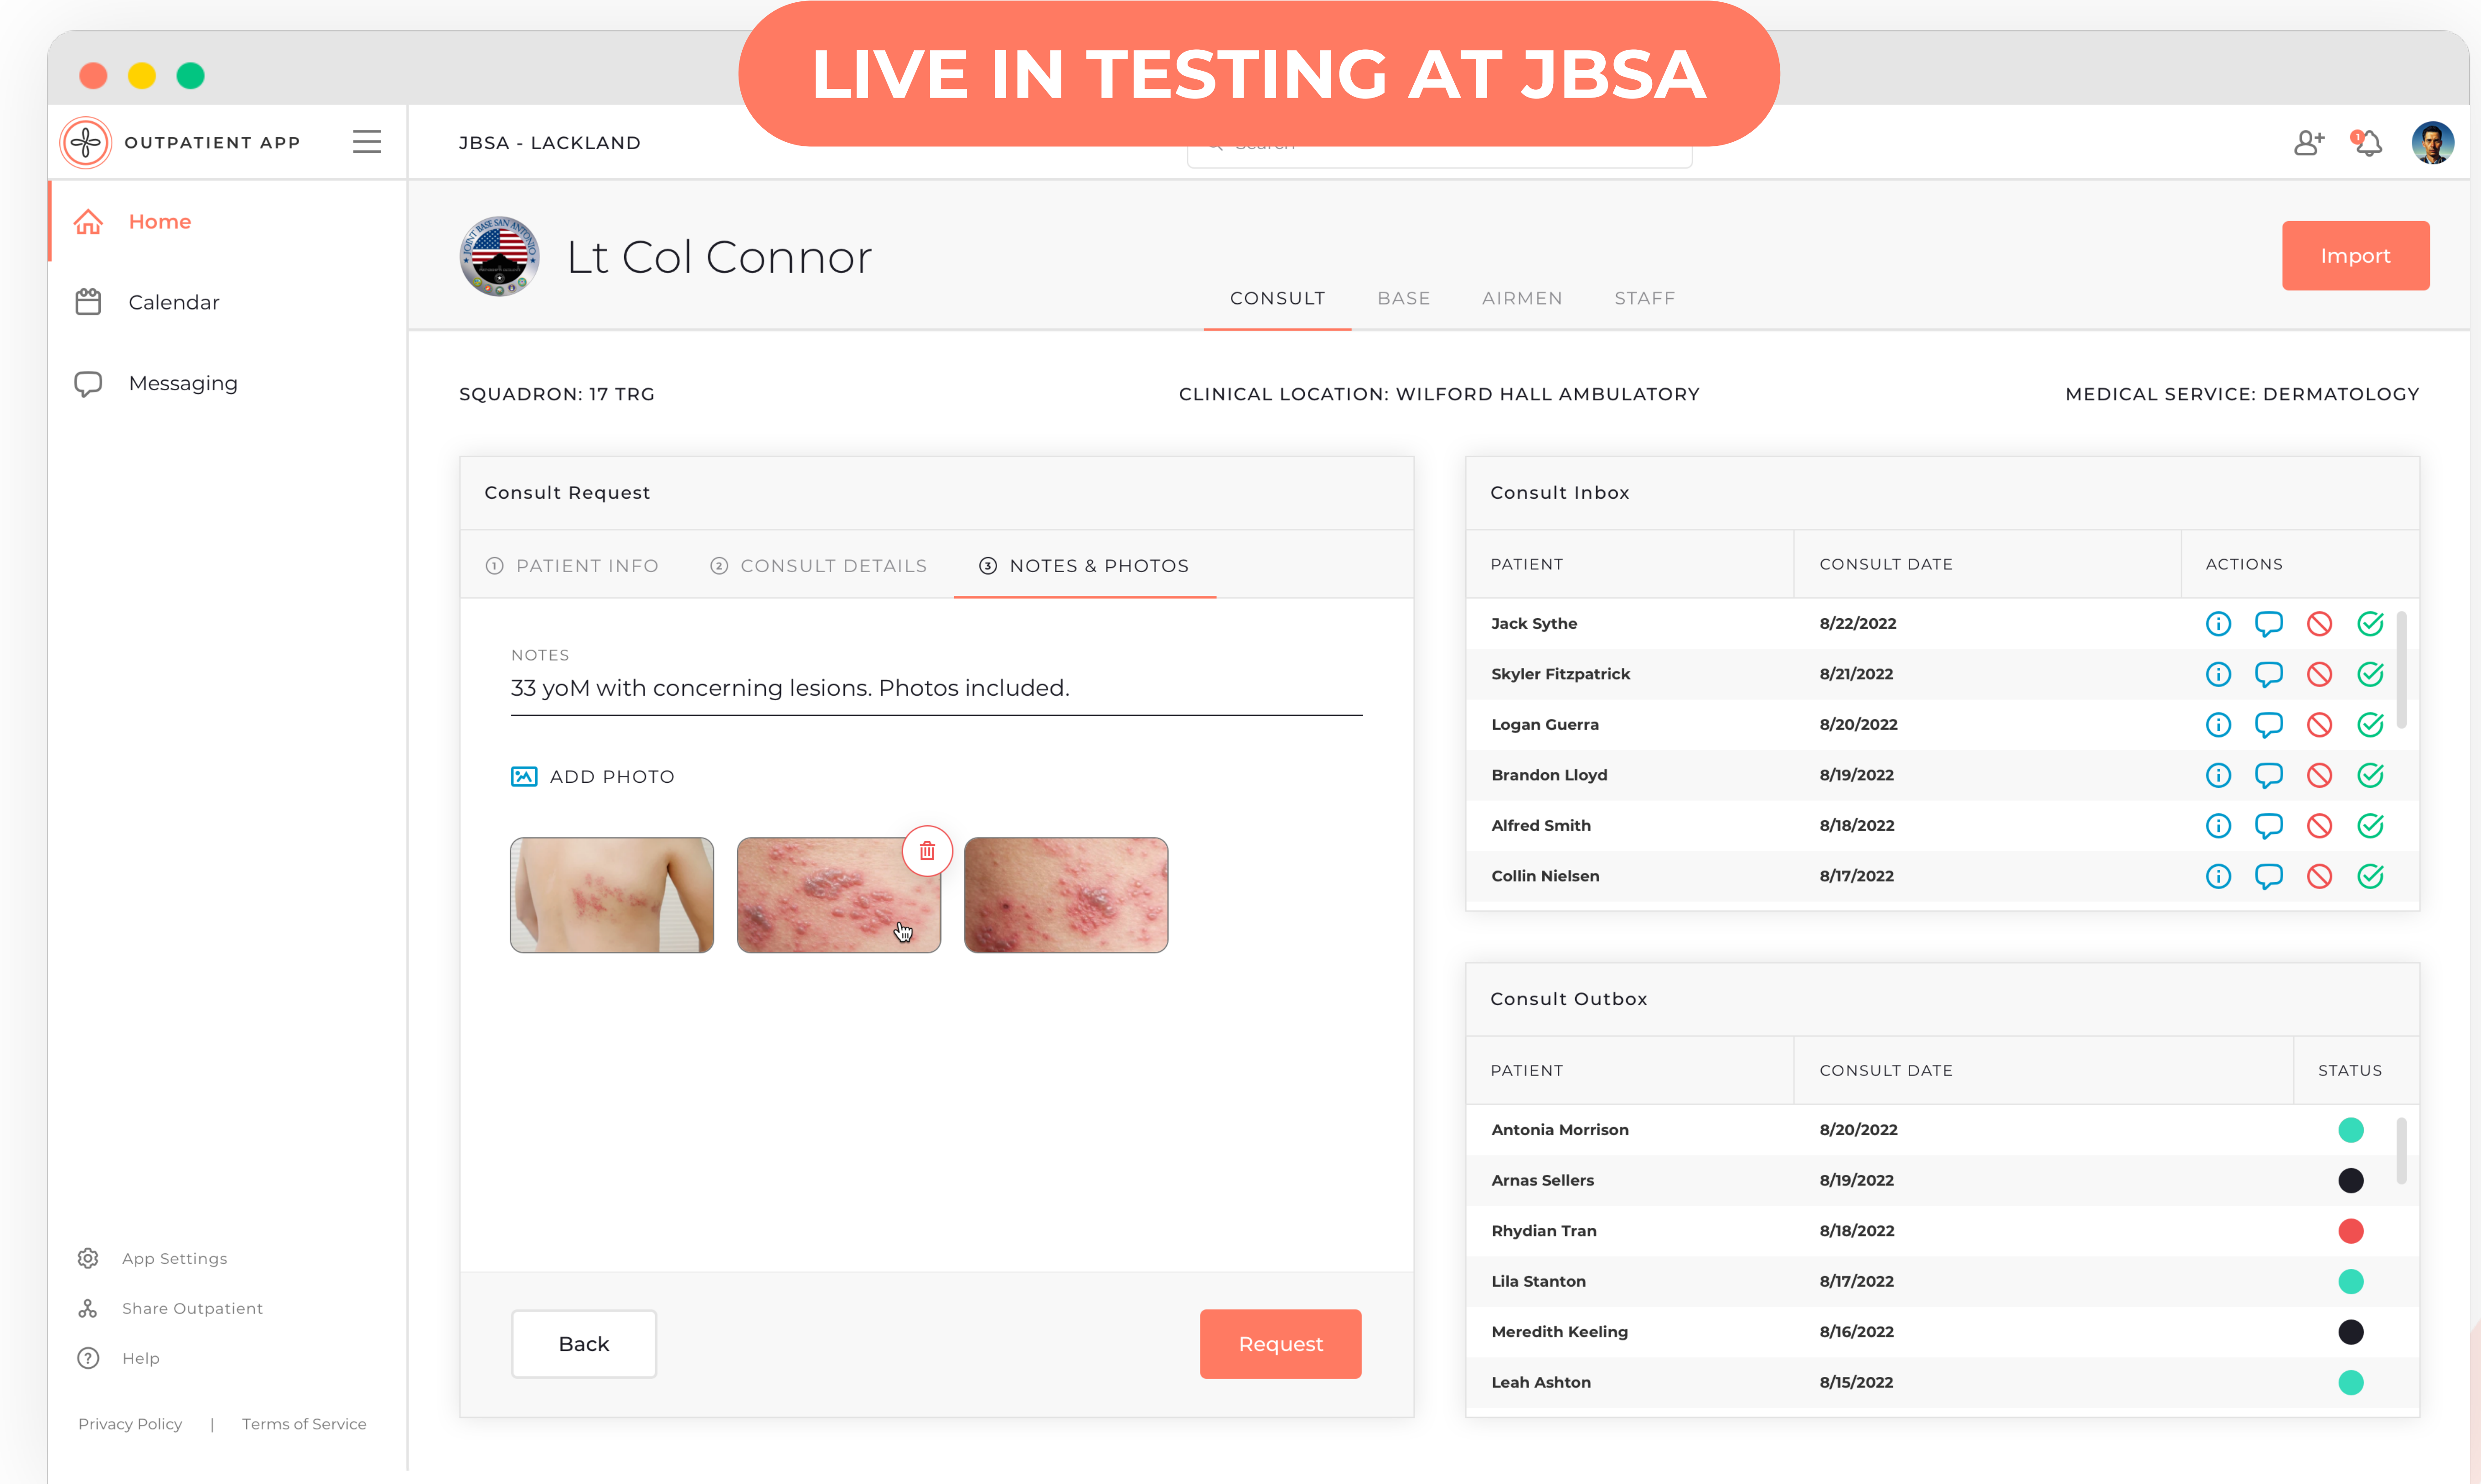 LIVE IN TESTING AT JBSA
OUTPATIENT APP
JBSA - LACKLAND
Search
1
Home
Calendar
Messaging
JOINT BASE SAN ANTONIO
Lt Col Connor
CONSULT BASE AIRMEN STAFF
Import
SQUADRON: 17 TRG
CLINICAL LOCATION: WILFORD HALL AMBULATORY
MEDICAL SERVICE: DERMATOLOGY
Consult Request
1 PATIENT INFO 2 CONSULT DETAILS 3 NOTES & PHOTOS
NOTES
33 yoM with concerning lesions. Photos included.
ADD PHOTO
Back
Request
Consult Inbox
PATIENT CONSULT DATE ACTIONS
Jack Sythe 8/22/2022
Skyler Fitzpatrick 8/21/2022
Logan Guerra 8/20/2022
Brandon Lloyd 8/19/2022
Alfred Smith 8/18/2022
Collin Nielsen 8/17/2022
Consult Outbox
PATIENT CONSULT DATE STATUS
Antonia Morrison 8/20/2022
Arnas Sellers 8/19/2022
Rhydian Tran 8/18/2022
Lila Stanton 8/17/2022
Meredith Keeling 8/16/2022
Leah Ashton 8/15/2022
App Settings
Share Outpatient
Help
Privacy Policy | Terms of Service